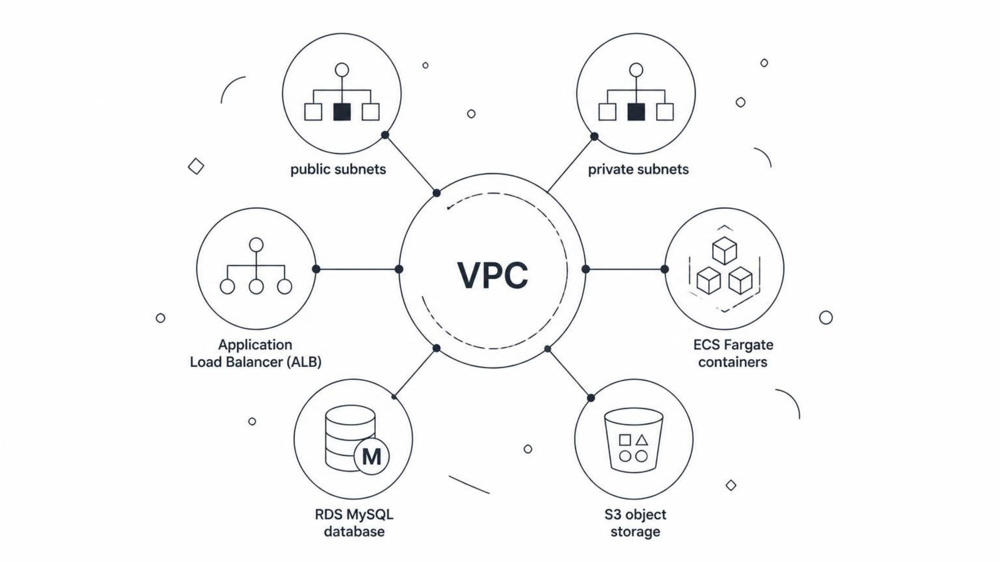 public subnets
private subnets
VPC
Application
Load Balancer (ALB)
ECS Fargate
containers
M
RDS MySQL
database
S3 object
storage